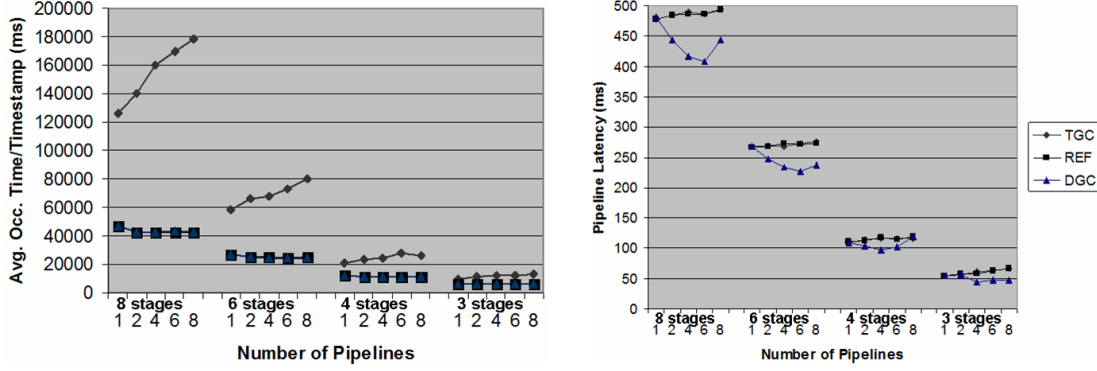 Avg. Occ. Time/Timestamp (ms)
200000
180000
160000
140000
120000
100000
80000
60000
40000
20000
0
8 stages 6 stages 4 stages 3 stages
1 2 4 6 8 1 2 4 6 8 1 2 4 6 8 1 2 4 6 8
Number of Pipelines
Pipeline Latency (ms)
500
450
400
350
300
250
200
150
100
50
0
8 stages 6 stages 4 stages 3 stages
1 2 4 6 8 1 2 4 6 8 1 2 4 6 8 1 2 4 6 8
Number of Pipelines
TGC
REF
DGC